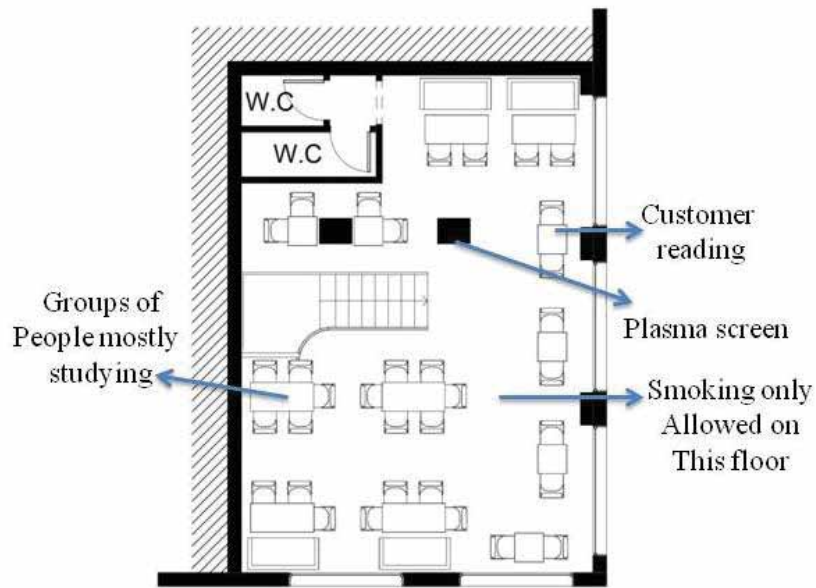 W.C
W.C
Customer
reading
Plasma screen
Groups of
People mostly
studying
Smoking only
Allowed on
This floor